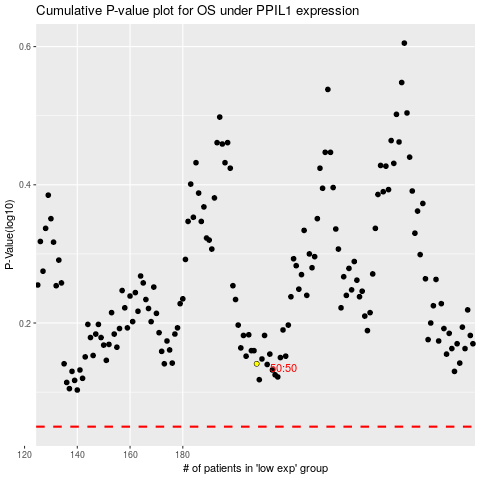 Cumulative P-value plot for OS under PPIL1 expression
P-Value(log10)
0.6
0.4
0.2
50:50
120 140 160 180
# of patients in 'low exp' group